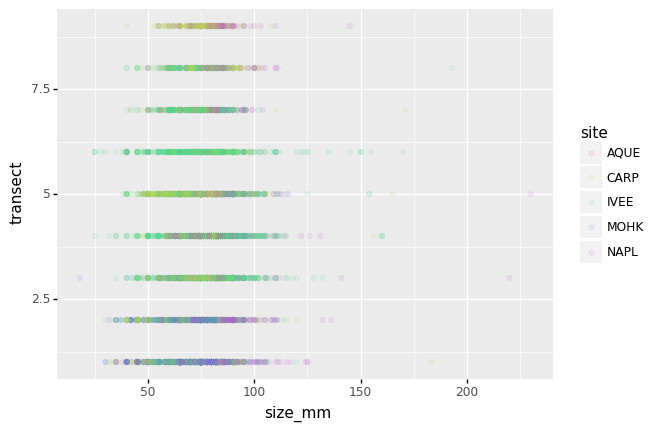 7.5
5
2.5
transect
50
100
150
200
size_mm
site
AQUE
CARP
IVEE
MOHK
NAPL